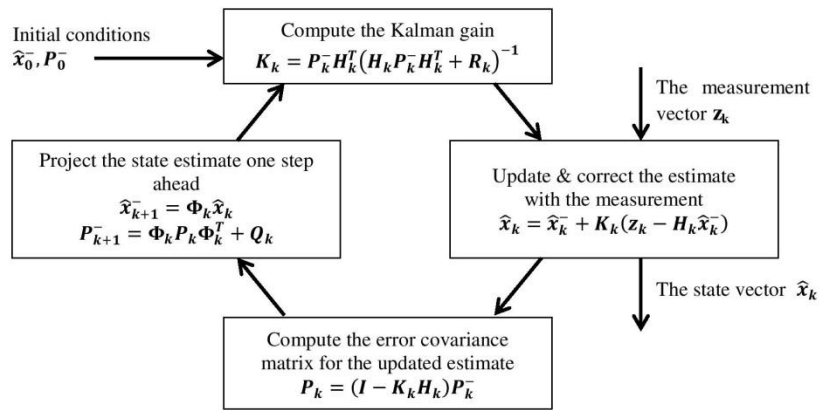 Initial conditions
x̂₀⁻, P₀⁻
Compute the Kalman gain
Kₖ = Pₖ⁻Hₖᵀ(HₖPₖ⁻Hₖᵀ + Rₖ)⁻¹
The measurement
vector zₖ
Update & correct the estimate
with the measurement
x̂ₖ = x̂ₖ⁻ + Kₖ(zₖ − Hₖx̂ₖ⁻)
The state vector x̂ₖ
Compute the error covariance
matrix for the updated estimate
Pₖ = (I − KₖHₖ)Pₖ⁻
Project the state estimate one step
ahead
x̂ₖ₊₁⁻ = Φₖx̂ₖ
Pₖ₊₁⁻ = ΦₖPₖΦₖᵀ + Qₖ